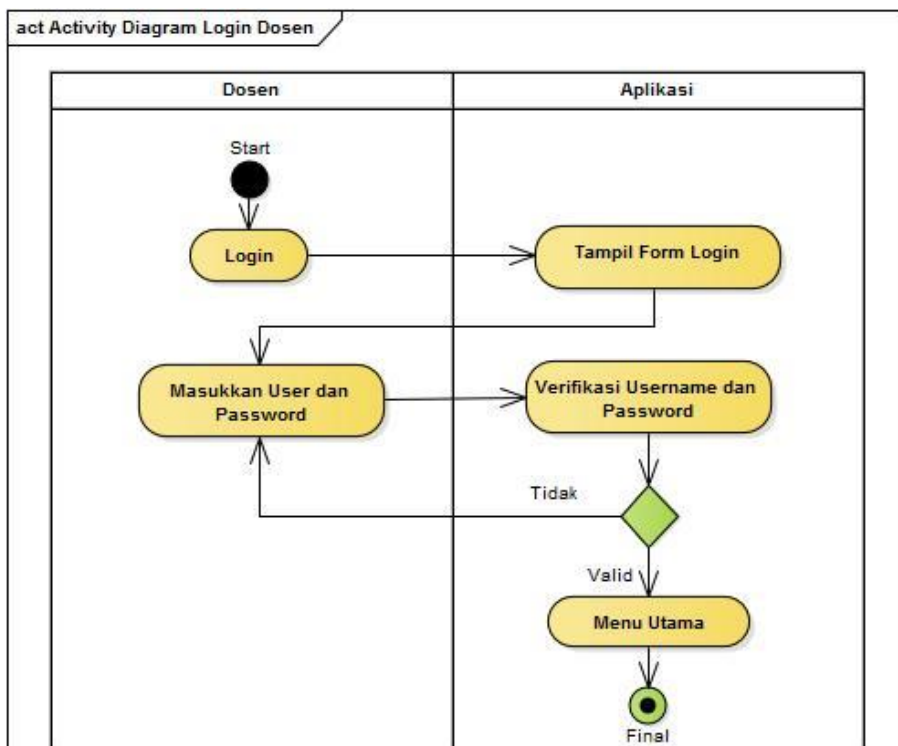 act Activity Diagram Login Dosen
Dosen
Aplikasi
Start
Login
Tampil Form Login
Masukkan User dan
Password
Verifikasi Username dan
Password
Tidak
Valid
Menu Utama
Final